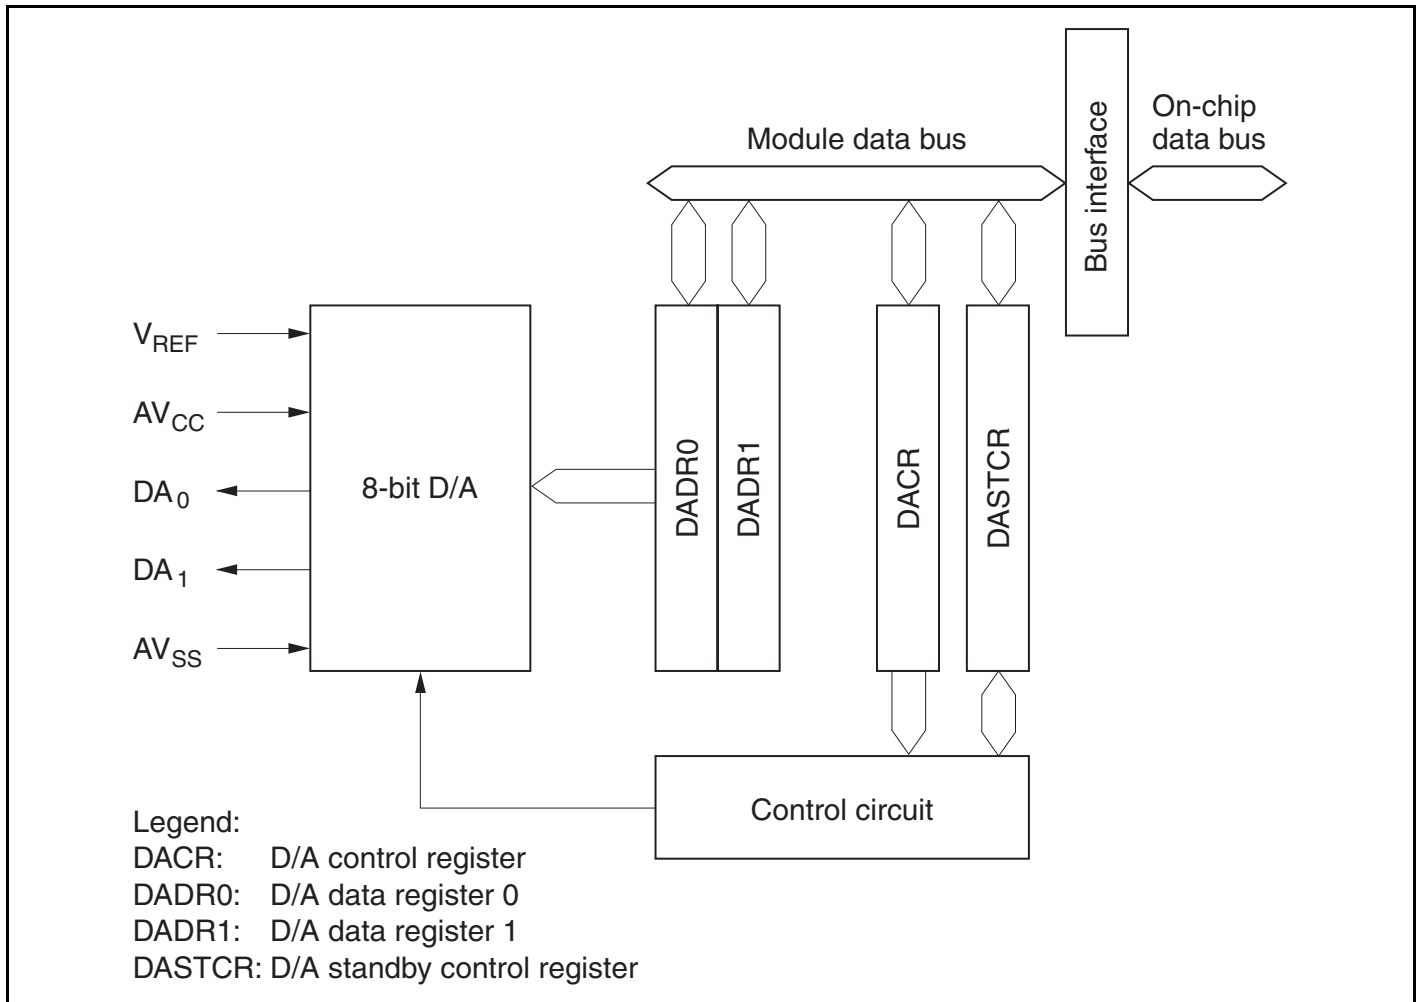 Module data bus
Bus interface
On-chip
data bus
VREF
AVCC
DA0
DA1
AVSS
8-bit D/A
DADR0
DADR1
DACR
DASTCR
Control circuit
Legend:
DACR: D/A control register
DADR0: D/A data register 0
DADR1: D/A data register 1
DASTCR: D/A standby control register